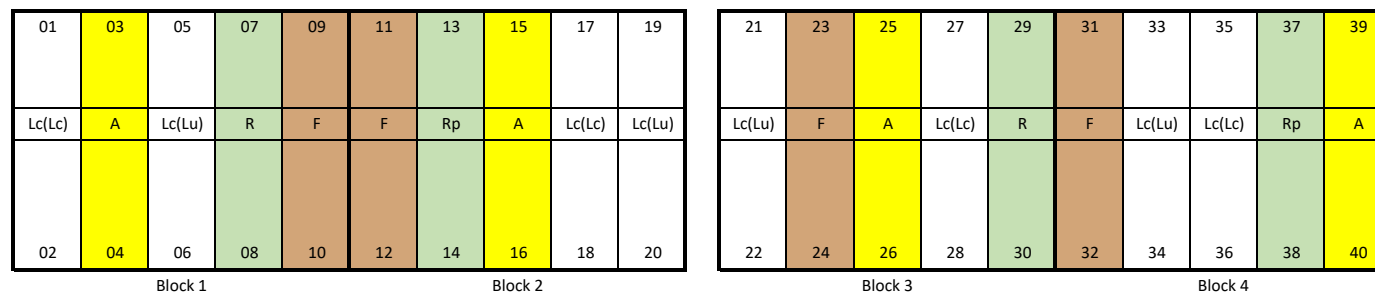 01 03 05 07 09 11 13 15 17 19 21 23 25 27 29 31 33 35 37 39
Lc(Lc) A Lc(Lu) R F F Rp A Lc(Lc) Lc(Lu) Lc(Lu) F A Lc(Lc) R F Lc(Lu) Lc(Lc) Rp A
02 04 06 08 10 12 14 16 18 20 22 24 26 28 30 32 34 36 38 40
Block 1 Block 2 Block 3 Block 4